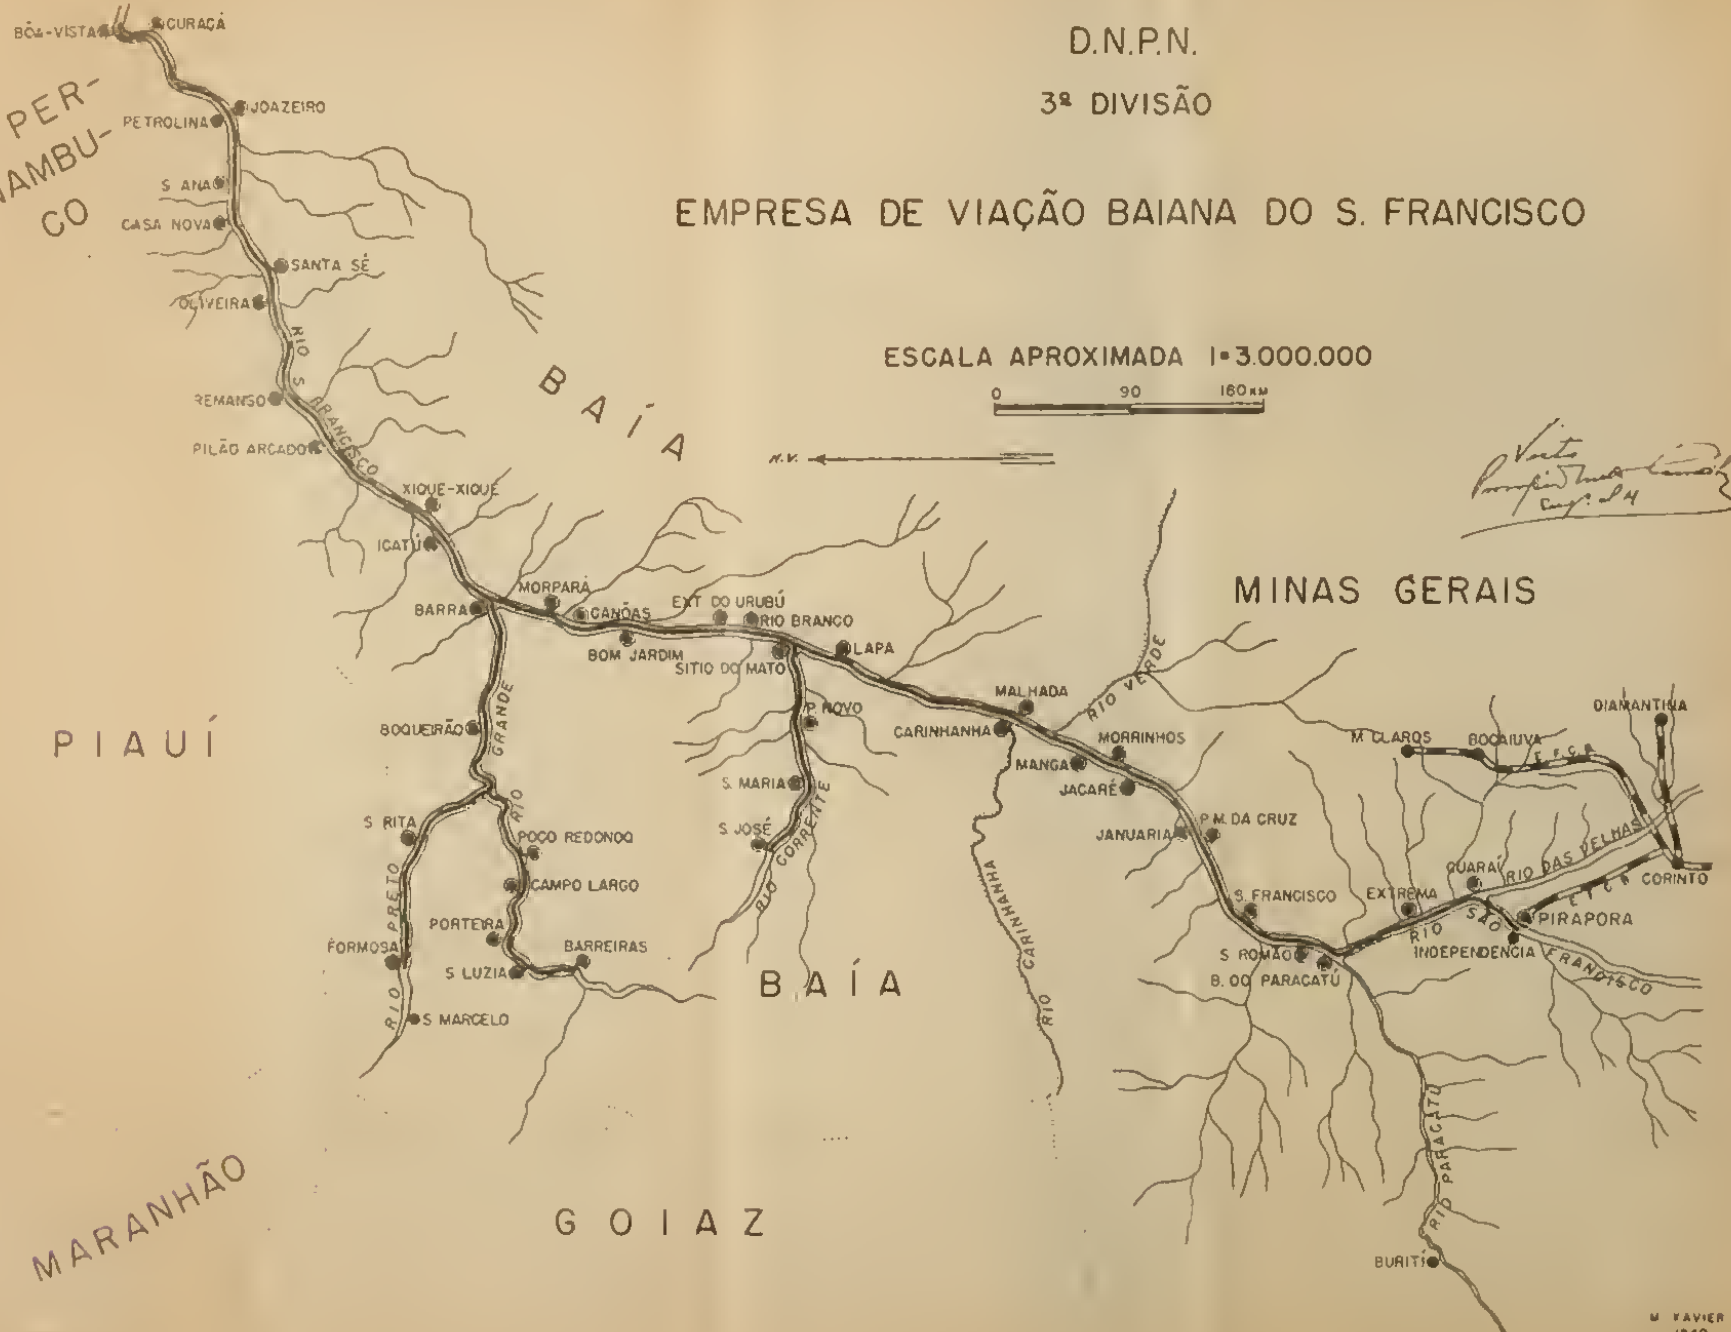 D.N.P.N.
3ª DIVISÃO
EMPRESA DE VIAÇÃO BAIANA DO S. FRANCISCO
ESCALA APROXIMADA 1=3.000.000
0 90 160 KM
N.V.
Visto
BÔA-VISTA
CURAÇÁ
PER-
NAMBU-
CO
JOAZEIRO
PETROLINA
S ANA
CASA NOVA
SANTA SÉ
OLIVEIRA
RIO S FRANCISCO
REMANSO
PILÃO ARCADO
BAÍA
XIQUE-XIQUE
ICATÚ
BARRA
MORPARÁ
CANÔAS
BOM JARDIM
EXT DO URUBÚ
RIO BRANCO
SITIO DO MATO
LAPA
MINAS GERAIS
PIAUÍ
BOQUEIRÃO
RIO GRANDE
P. NOVO
S. MARIA
S. JOSÉ
RIO CORRENTE
S RITA
POÇO REDONDO
CAMPO LARGO
RIO PRETO
PORTEIRA
FORMOSA
S LUZIA
BARREIRAS
S MARCELO
CARINHANHA
MALHADA
RIO VERDE
MORRINHOS
MANGA
JACARÉ
JANUARIA
P M. DA CRUZ
RIO CARINHANHA
M CLAROS
BOCAIUVA
E F C B
DIAMANTINA
S. FRANCISCO
EXTREMA
GUARAÍ
RIO DAS VELHAS
CORINTO
E F C B
PIRAPORA
S ROMÃO
B. DO PARACATÚ
RIO SÃO FRANCISCO
INDEPENDENCIA
BAÍA
RIO PARACATÚ
BURITÍ
MARANHÃO
GOIAZ
M XAVIER